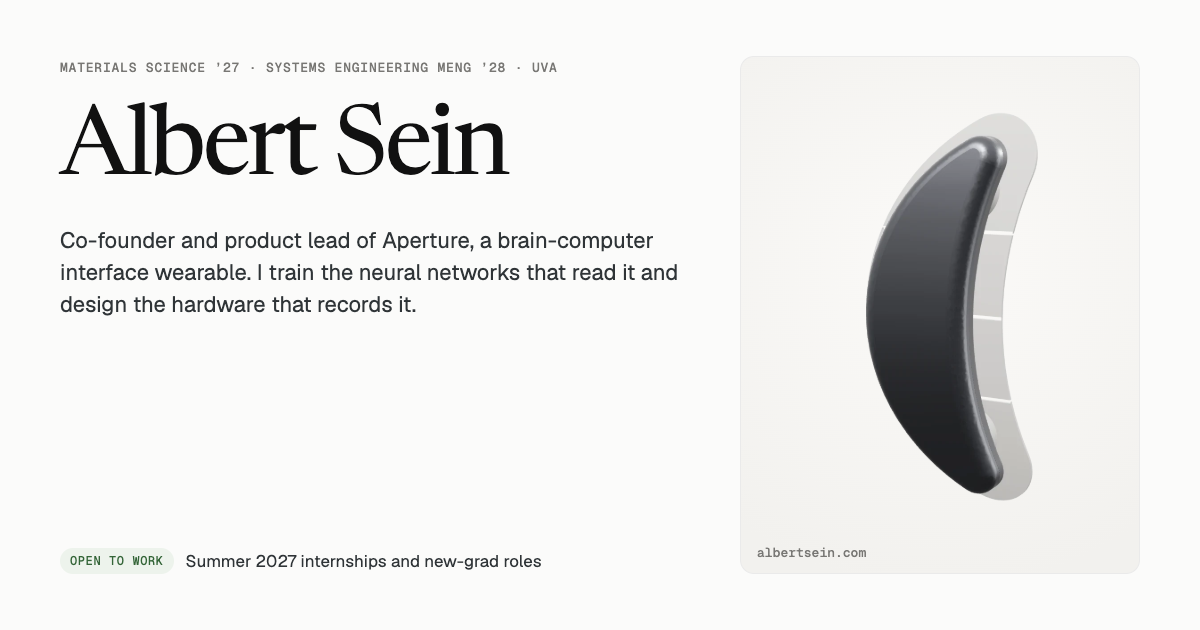 MATERIALS SCIENCE ’27 · SYSTEMS ENGINEERING MENG ’28 · UVA
Albert Sein
Co-founder and product lead of Aperture, a brain-computer
interface wearable. I train the neural networks that read it and
design the hardware that records it.
OPEN TO WORK Summer 2027 internships and new-grad roles
albertsein.com